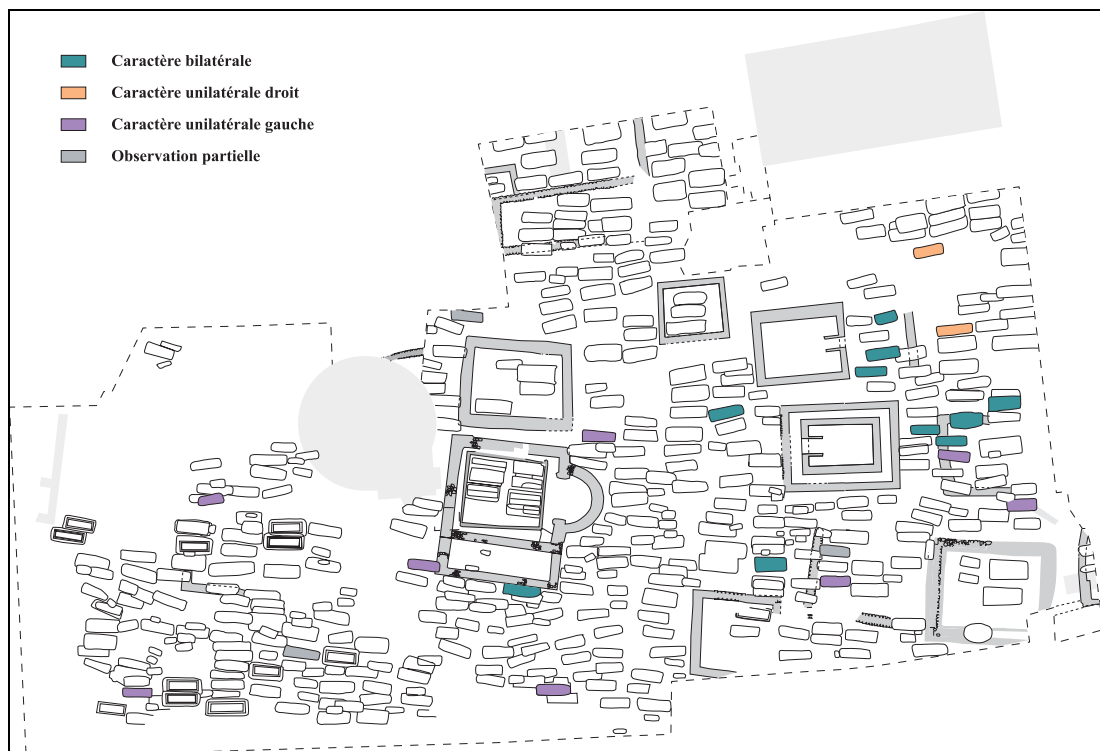 Caractère bilatérale
Caractère unilatérale droit
Caractère unilatérale gauche
Observation partielle